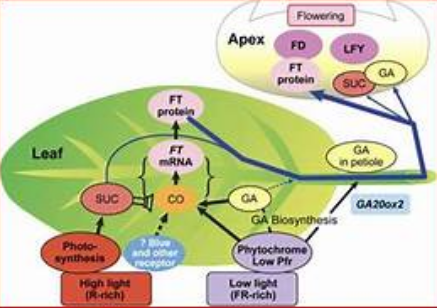 Flowering
Apex
FD
LFY
FT
protein
SUC
GA
FT
protein
Leaf
FT
mRNA
GA
in petiole
SUC
CO
GA
GA20ox2
GA Biosynthesis
Photo-
synthesis
? Blue
and other
receptor
Phytochrome
Low Pfr
High light
(R-rich)
Low light
(FR-rich)